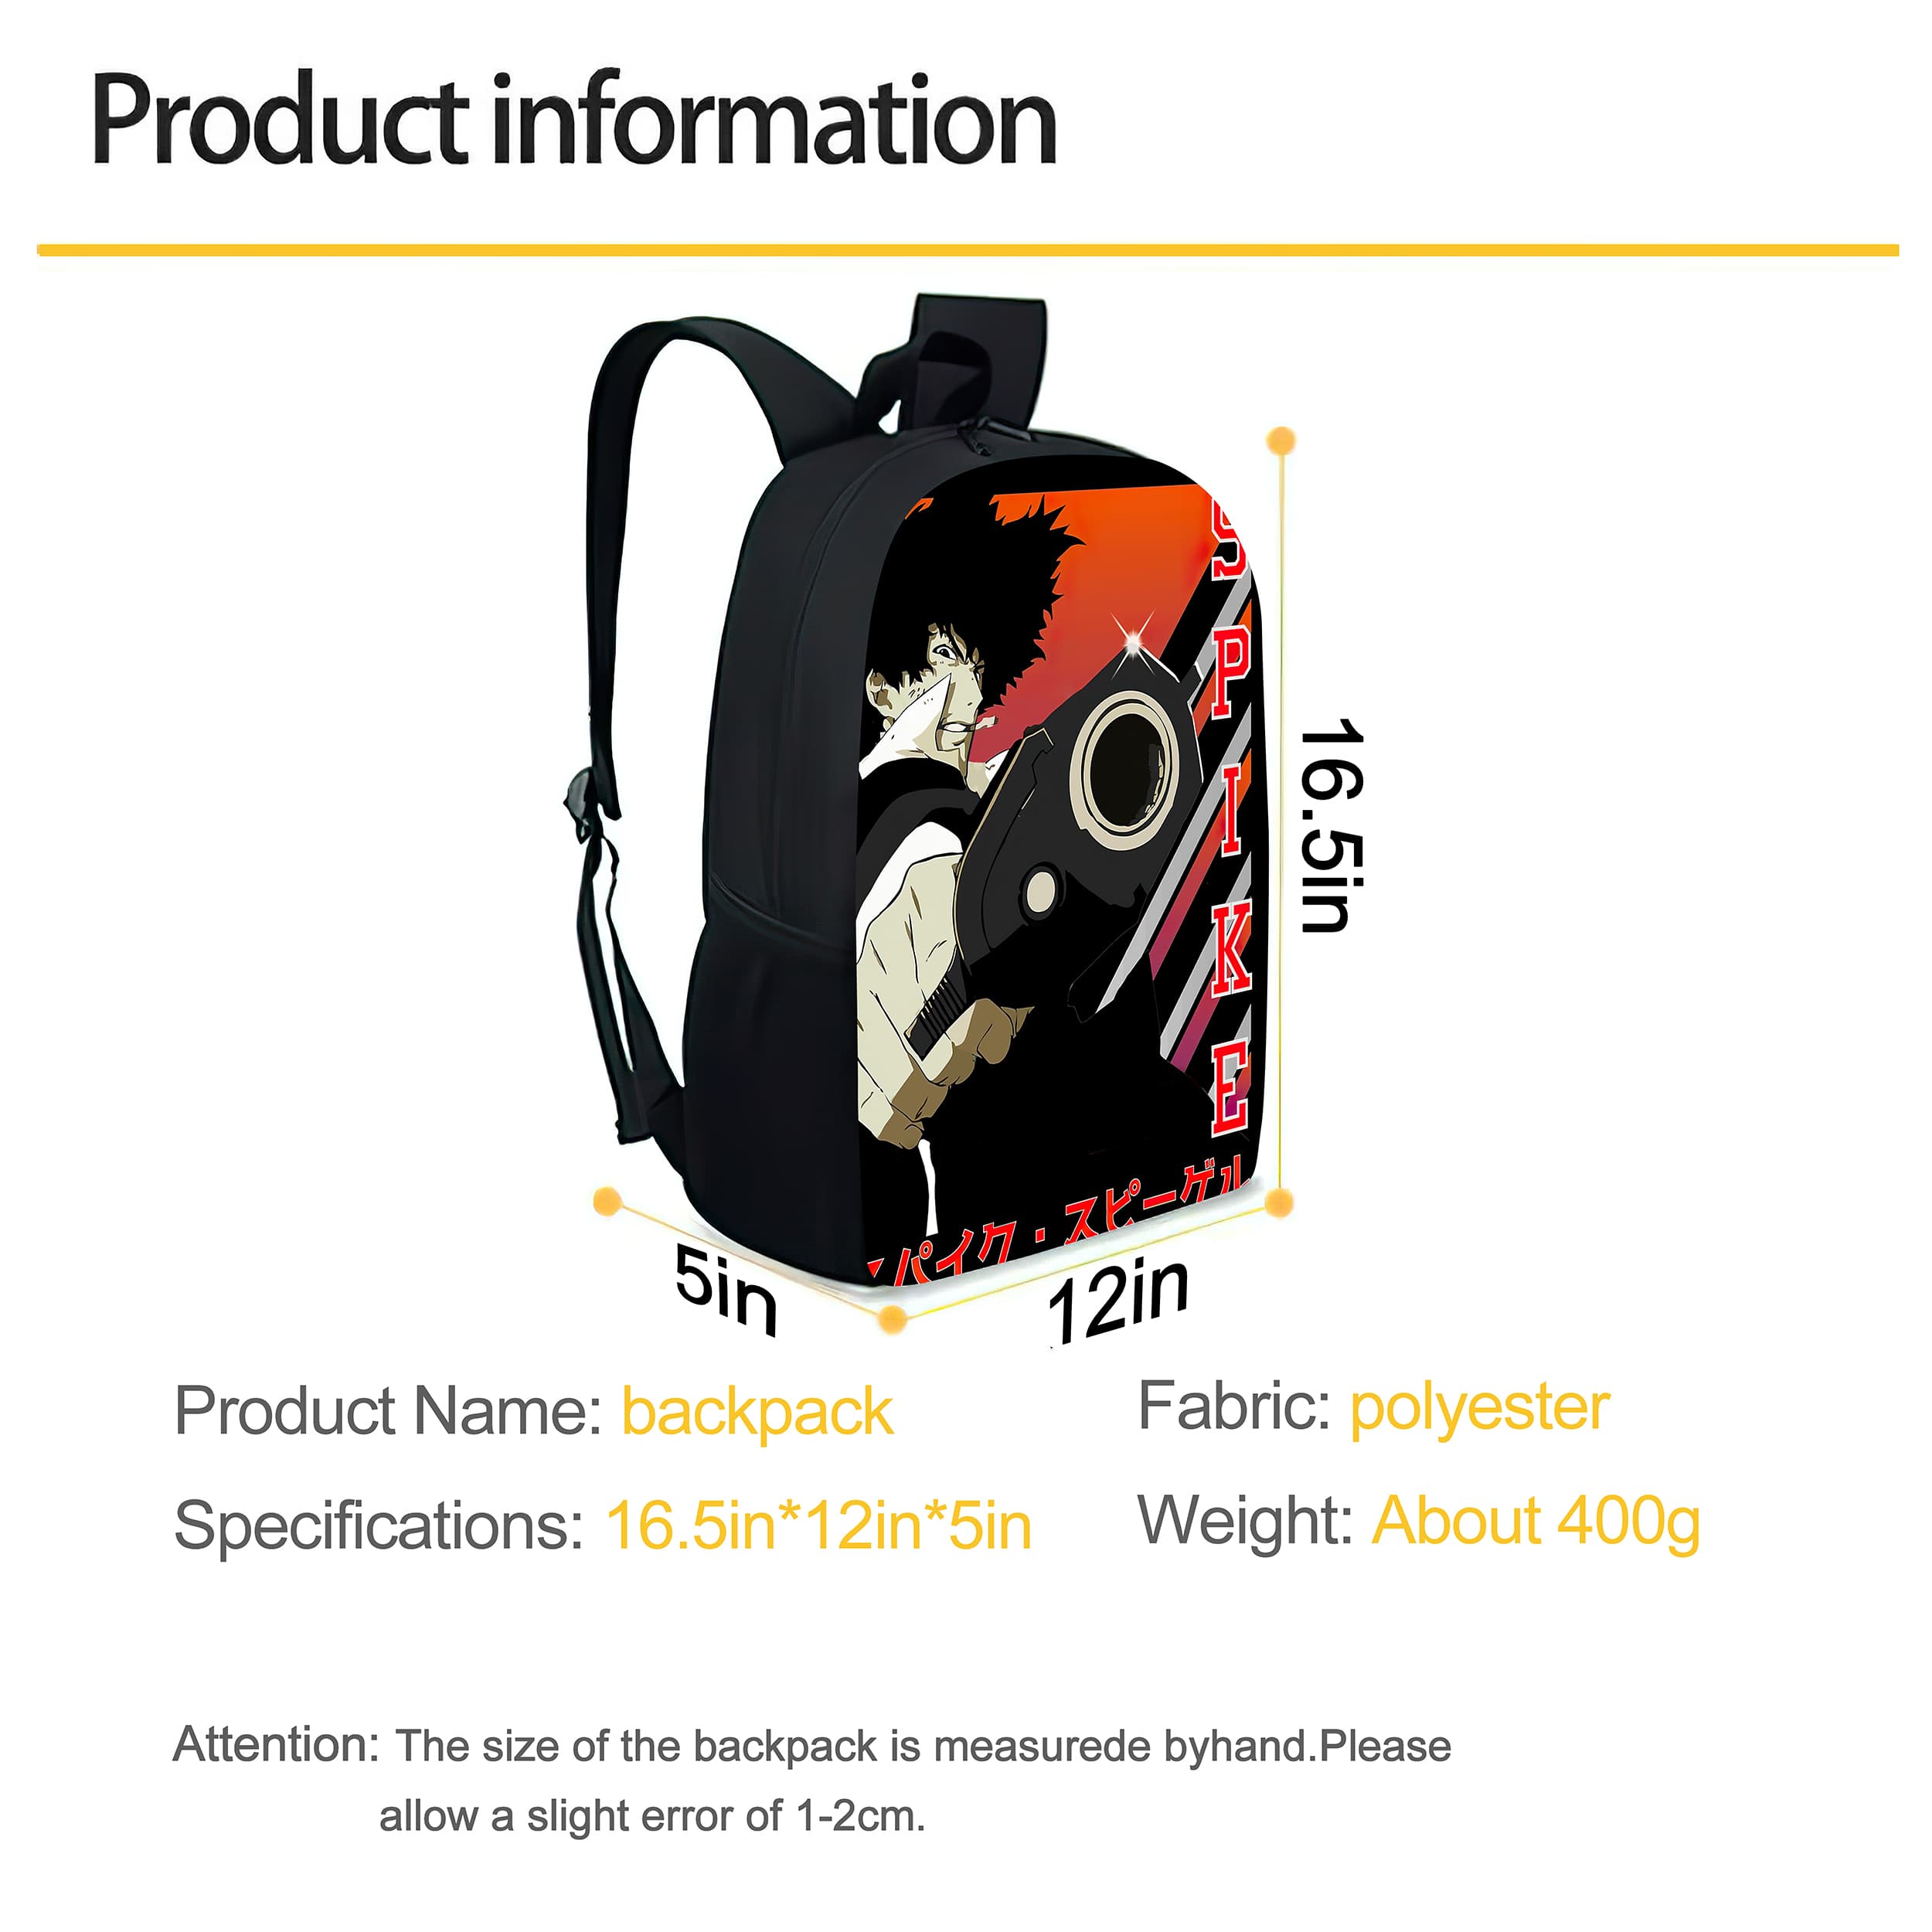 Product information
SPIKE
スパイク・スピーゲル
16.5in
5in
12in
Product Name: backpack
Fabric: polyester
Specifications: 16.5in*12in*5in
Weight: About 400g
Attention: The size of the backpack is measurede byhand.Please
allow a slight error of 1-2cm.